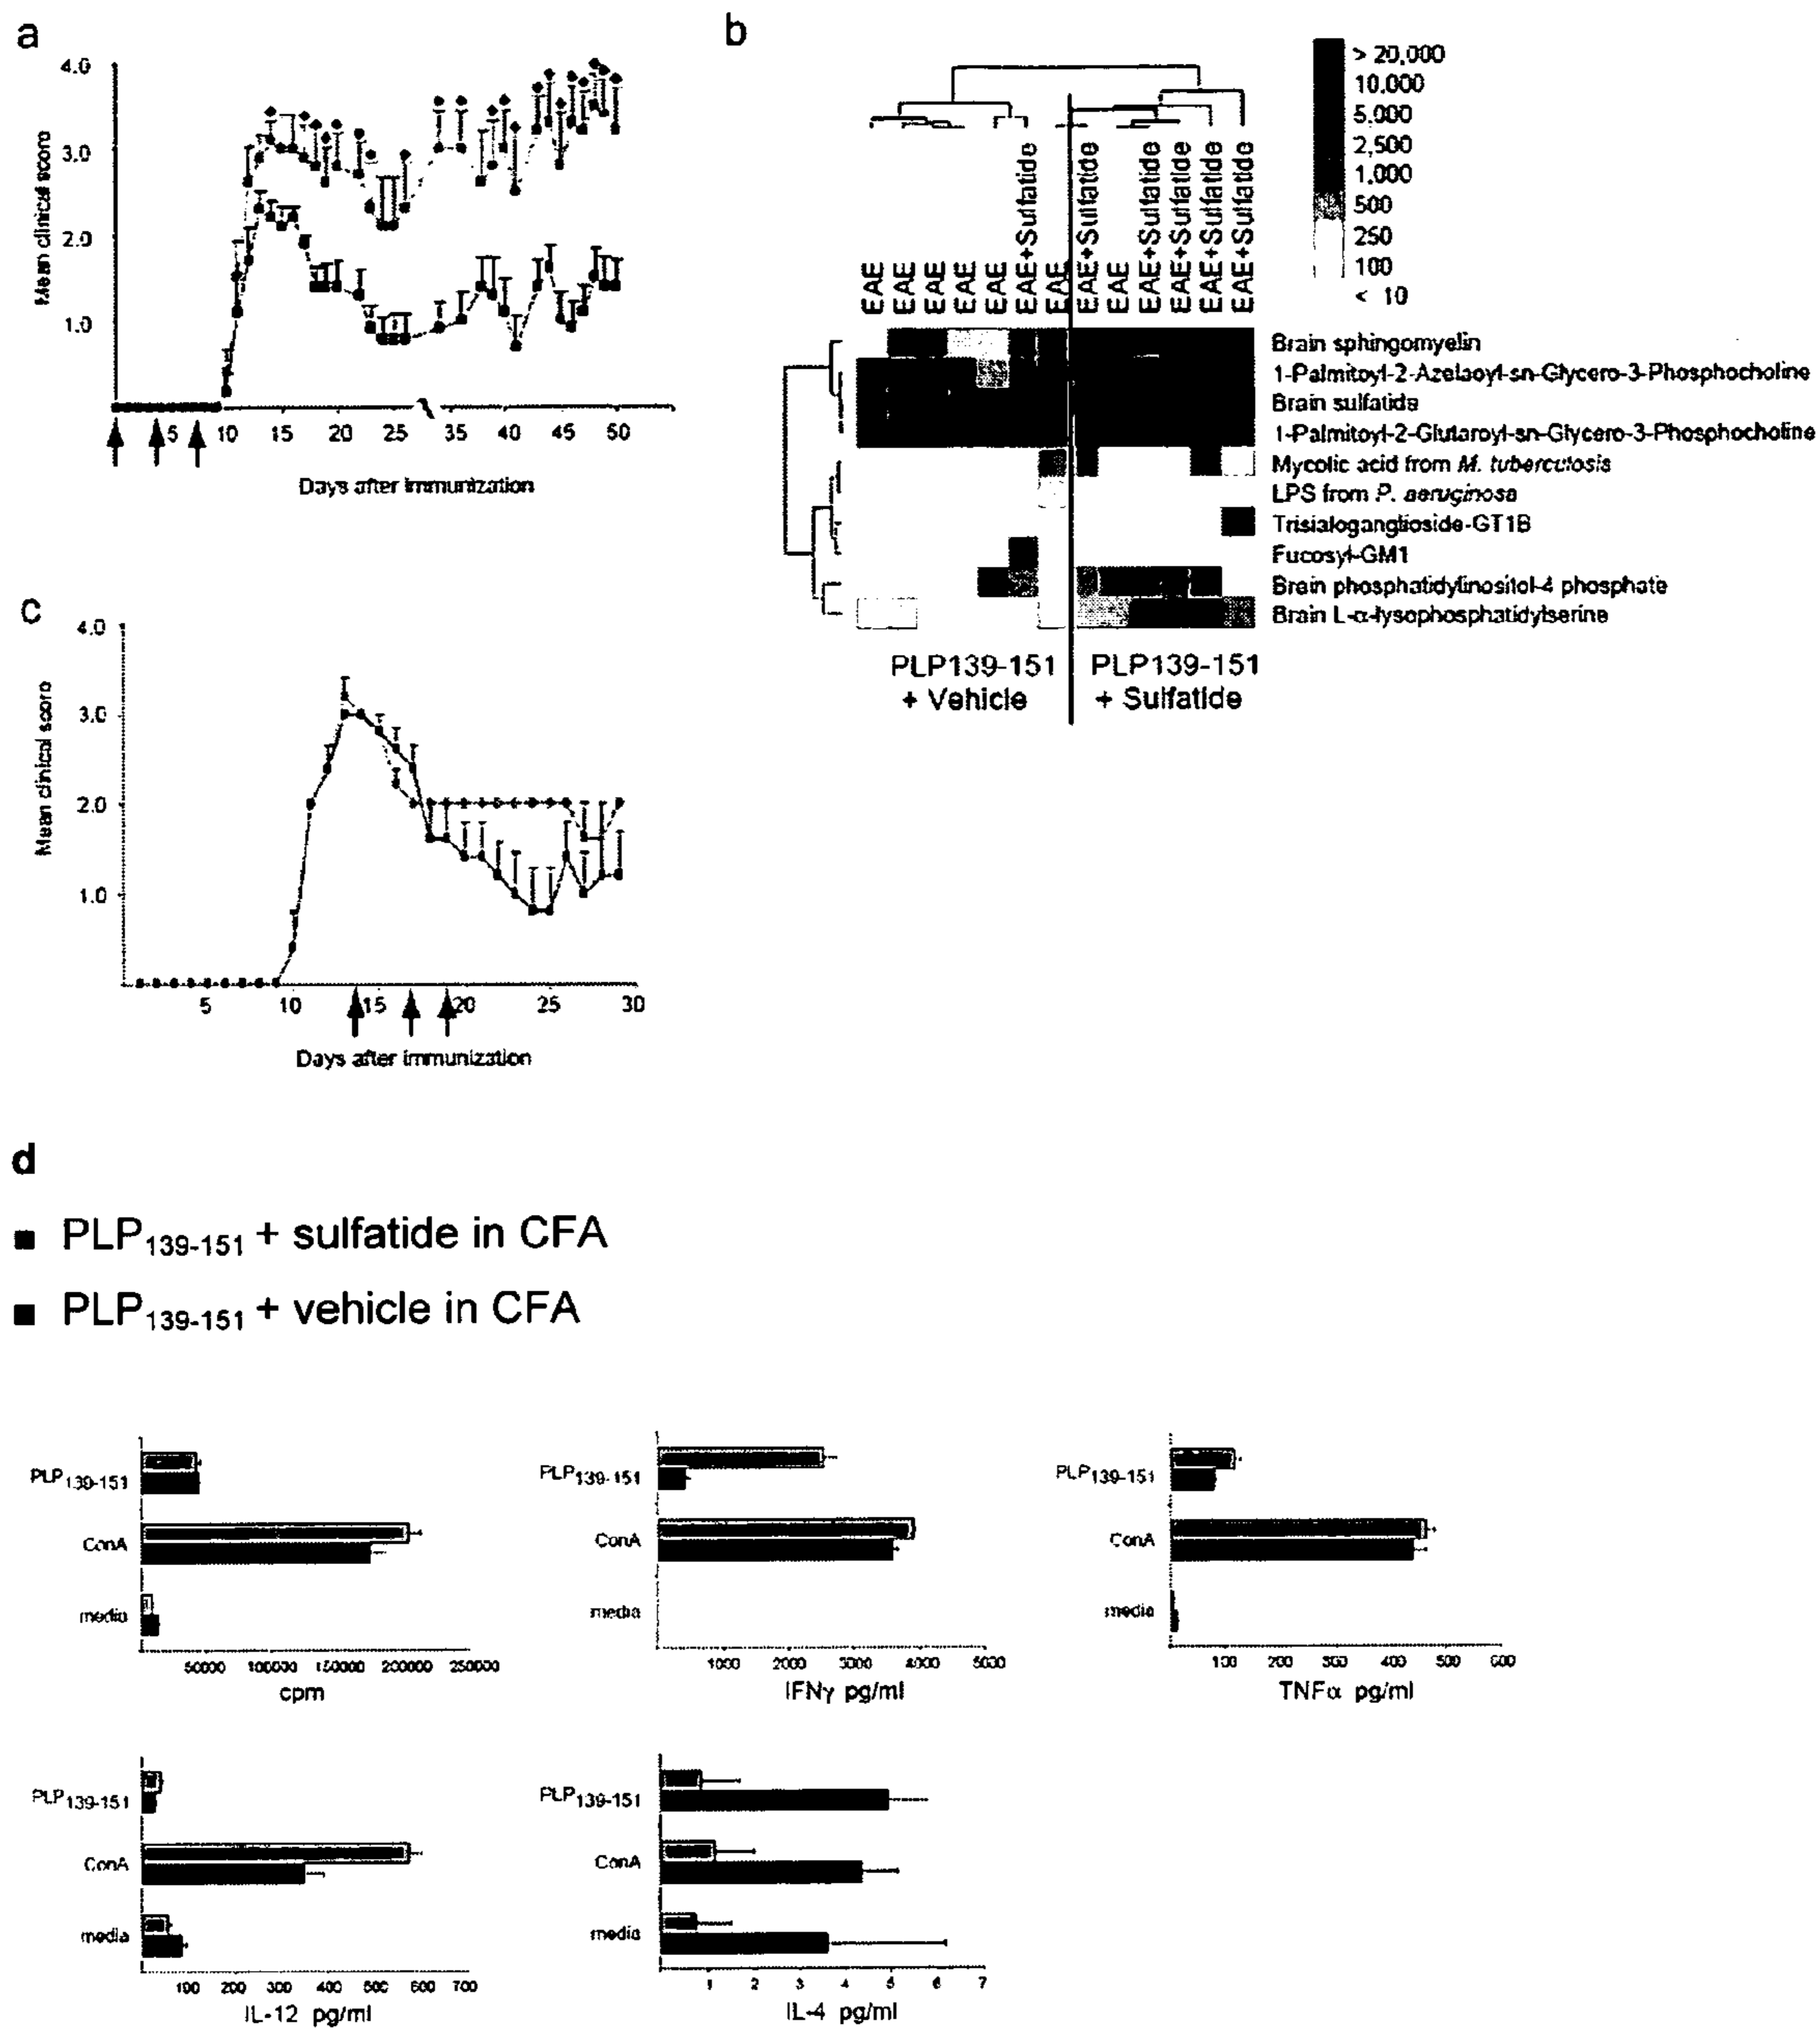 a
4.0
3.0
2.0
1.0
Mean clinical score
5 10 15 20 25 35 40 45 50
Days after immunization
b
> 20,000
10,000
5,000
2,500
1,000
500
250
100
< 10
EAE
EAE
EAE
EAE
EAE
EAE+Sulfatide
EAE
EAE+Sulfatide
EAE
EAE+Sulfatide
EAE+Sulfatide
EAE+Sulfatide
EAE+Sulfatide
Brain sphingomyelin
1-Palmitoyl-2-Azelaoyl-sn-Glycero-3-Phosphocholine
Brain sulfatide
1-Palmitoyl-2-Glutaroyl-sn-Glycero-3-Phosphocholine
Mycolic acid from M. tuberculosis
LPS from P. aeruginosa
Trisialoganglioside-GT1B
Fucosyl-GM1
Brain phosphatidylinositol-4 phosphate
Brain L-α-lysophosphatidylserine
PLP139-151 + Vehicle
PLP139-151 + Sulfatide
c
4.0
3.0
2.0
1.0
Mean clinical score
5 10 15 20 25 30
Days after immunization
d
PLP139-151 + sulfatide in CFA
PLP139-151 + vehicle in CFA
PLP139-151
ConA
media
50000 100000 150000 200000 250000
cpm
PLP139-151
ConA
media
1000 2000 3000 4000 5000
IFNγ pg/ml
PLP139-151
ConA
media
100 200 300 400 500 600
TNFα pg/ml
PLP139-151
ConA
media
100 200 300 400 500 600 700
IL-12 pg/ml
PLP139-151
ConA
media
1 2 3 4 5 6 7
IL-4 pg/ml